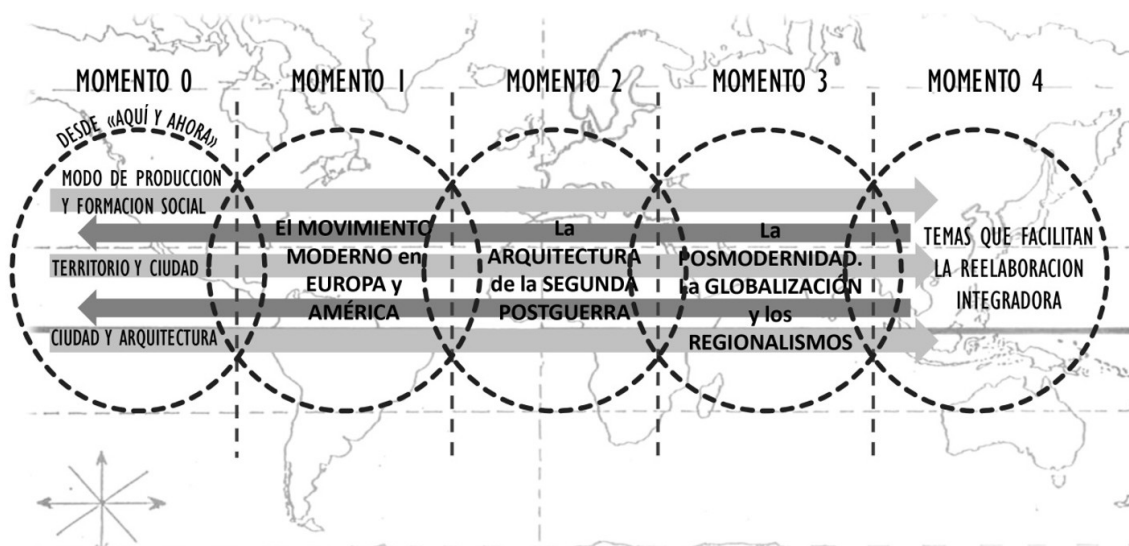 MOMENTO 0
MOMENTO 1
MOMENTO 2
MOMENTO 3
MOMENTO 4
DESDE «AQUÍ Y AHORA»
MODO DE PRODUCCION
Y FORMACION SOCIAL
TERRITORIO Y CIUDAD
CIUDAD Y ARQUITECTURA
El MOVIMIENTO
MODERNO en
EUROPA y
AMÉRICA
La
ARQUITECTURA
de la SEGUNDA
POSTGUERRA
La
POSMODERNIDAD.
La GLOBALIZACIÓN
y los
REGIONALISMOS
TEMAS QUE FACILITAN
LA REELABORACION
INTEGRADORA